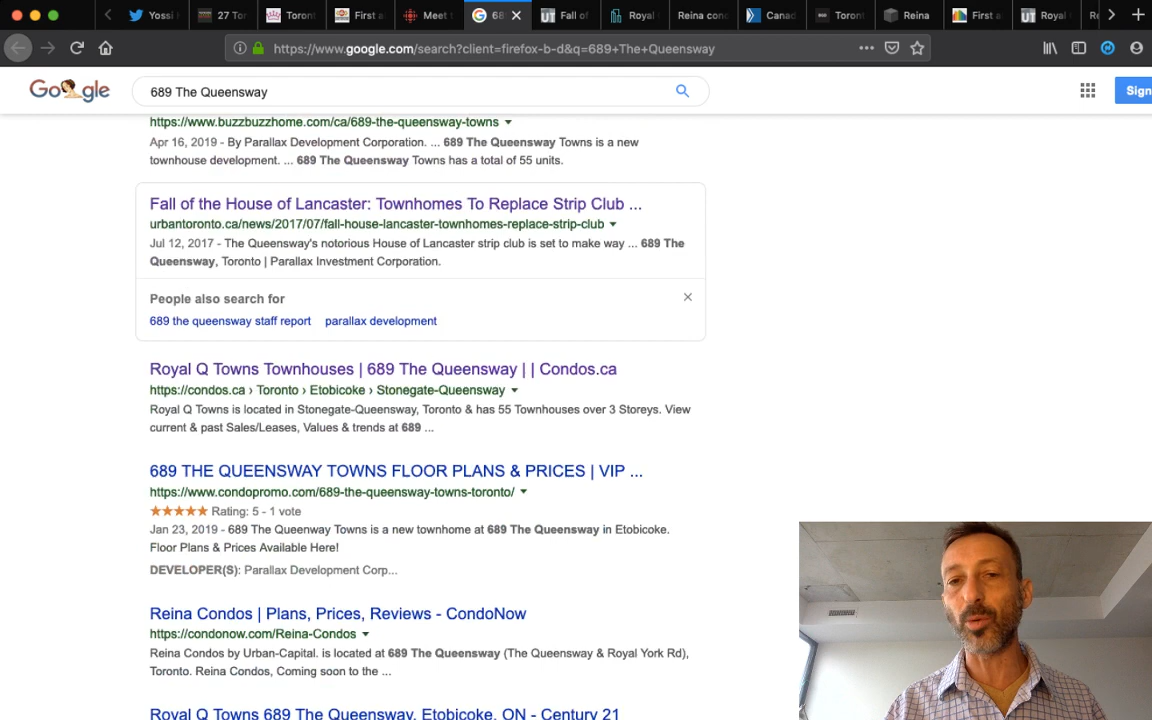 Yossi
27 Tor
Toront
First a
Meet
68
Fall of
Royal
Reina cond
Canad
Toront
Reina
First a
Royal
Re
https://www.google.com/search?client=firefox-b-d&q=689+The+Queensway
Google
689 The Queensway
Sign
https://www.buzzbuzzhome.com/ca/689-the-queensway-towns
Apr 16, 2019 - By Parallax Development Corporation. ... 689 The Queensway Towns is a new
townhouse development. ... 689 The Queensway Towns has a total of 55 units.
Fall of the House of Lancaster: Townhomes To Replace Strip Club ...
urbantoronto.ca/news/2017/07/fall-house-lancaster-townhomes-replace-strip-club
Jul 12, 2017 - The Queensway's notorious House of Lancaster strip club is set to make way ... 689 The
Queensway, Toronto | Parallax Investment Corporation.
People also search for
689 the queensway staff report parallax development
Royal Q Towns Townhouses | 689 The Queensway | | Condos.ca
https://condos.ca › Toronto › Etobicoke › Stonegate-Queensway
Royal Q Towns is located in Stonegate-Queensway, Toronto & has 55 Townhouses over 3 Storeys. View
current & past Sales/Leases, Values & trends at 689 ...
689 THE QUEENSWAY TOWNS FLOOR PLANS & PRICES | VIP ...
https://www.condopromo.com/689-the-queensway-towns-toronto/
Rating: 5 - 1 vote
Jan 23, 2019 - 689 The Queenway Towns is a new townhome at 689 The Queensway in Etobicoke.
Floor Plans & Prices Available Here!
DEVELOPER(S): Parallax Development Corp...
Reina Condos | Plans, Prices, Reviews - CondoNow
https://condonow.com/Reina-Condos
Reina Condos by Urban-Capital. is located at 689 The Queensway (The Queensway & Royal York Rd),
Toronto. Reina Condos, Coming soon to the ...
Royal Q Towns 689 The Queensway, Etobicoke, ON - Century 21